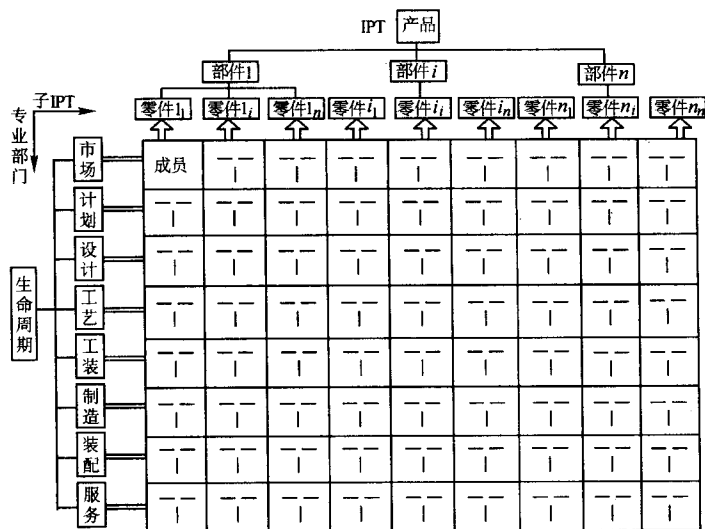 IPT 产品
部件1 部件i 部件n
子IPT
零件1₁ 零件1ᵢ 零件1ₙ 零件i₁ 零件iᵢ 零件iₙ 零件n₁ 零件nᵢ 零件nₙ
专业部门
市场 成员
计划
设计
生命周期
工艺
工装
制造
装配
服务